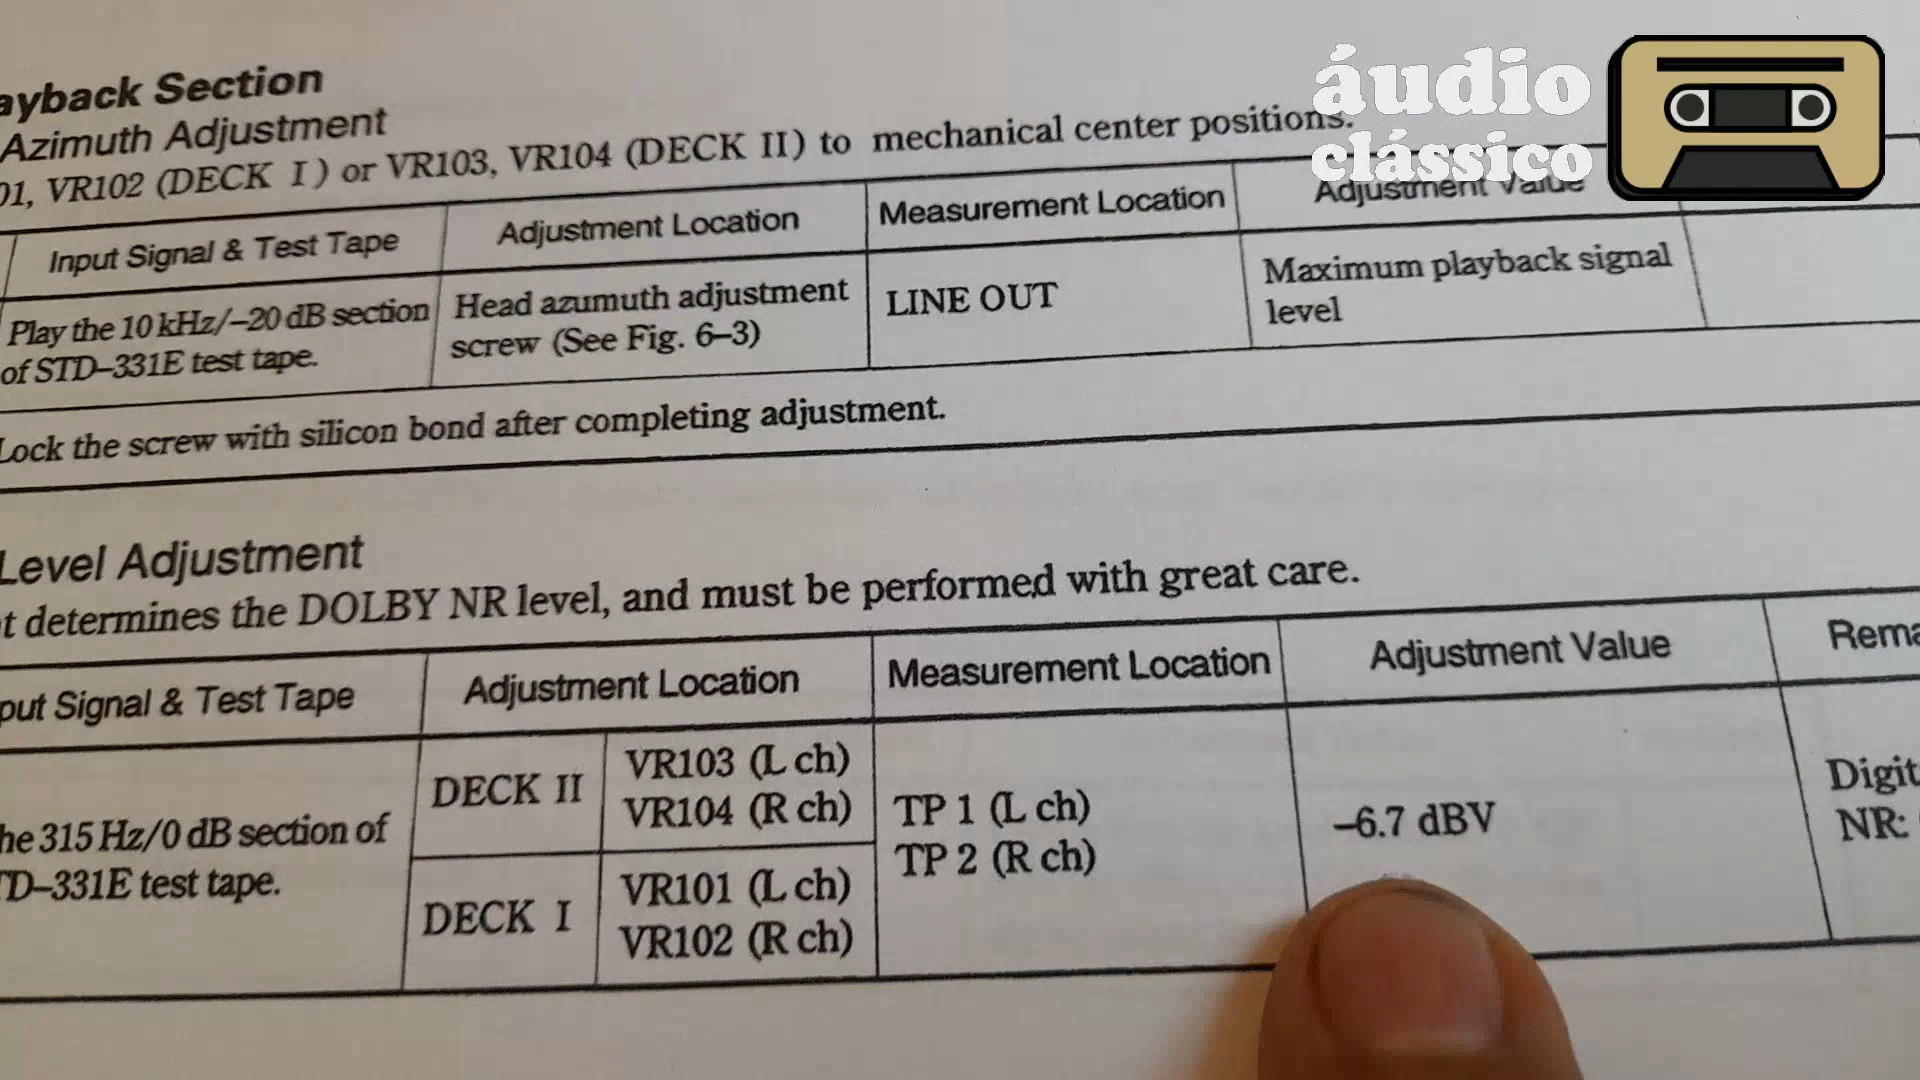 áudio
clássico
ayback Section
Azimuth Adjustment
01, VR102 (DECK I) or VR103, VR104 (DECK II) to mechanical center positions.
Input Signal & Test Tape
Adjustment Location
Measurement Location
Adjustment Value
Play the 10 kHz/–20 dB section
of STD–331E test tape.
Head azumuth adjustment
screw (See Fig. 6–3)
LINE OUT
Maximum playback signal
level
Lock the screw with silicon bond after completing adjustment.
Level Adjustment
t determines the DOLBY NR level, and must be performed with great care.
put Signal & Test Tape
Adjustment Location
Measurement Location
Adjustment Value
Rema
he 315 Hz/0 dB section of
TD–331E test tape.
DECK II
VR103 (L ch)
VR104 (R ch)
DECK I
VR101 (L ch)
VR102 (R ch)
TP 1 (L ch)
TP 2 (R ch)
–6.7 dBV
Digit
NR: